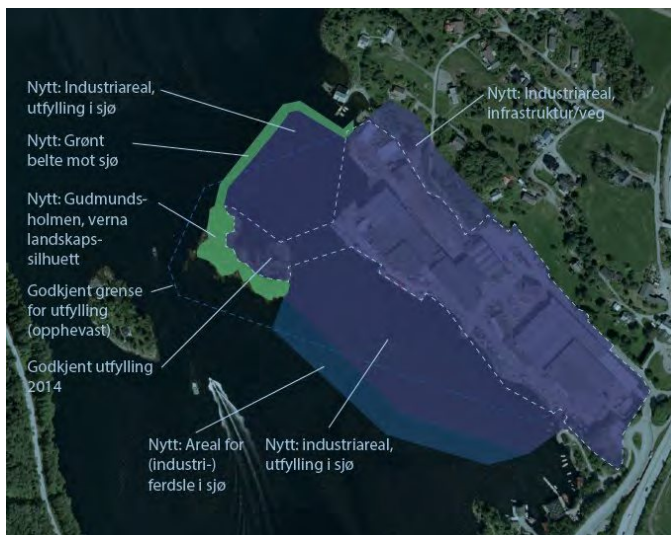 Nytt: Industriareal,
utfylling i sjø
Nytt: Grønt
belte mot sjø
Nytt: Gudmunds-
holmen, verna
landskaps-
silhuett
Godkjent grense
for utfylling
(opphevast)
Godkjent utfylling
2014
Nytt: Areal for
(industri-)
ferdsle i sjø
Nytt: industriareal,
utfylling i sjø
Nytt: Industriareal,
infrastruktur/veg